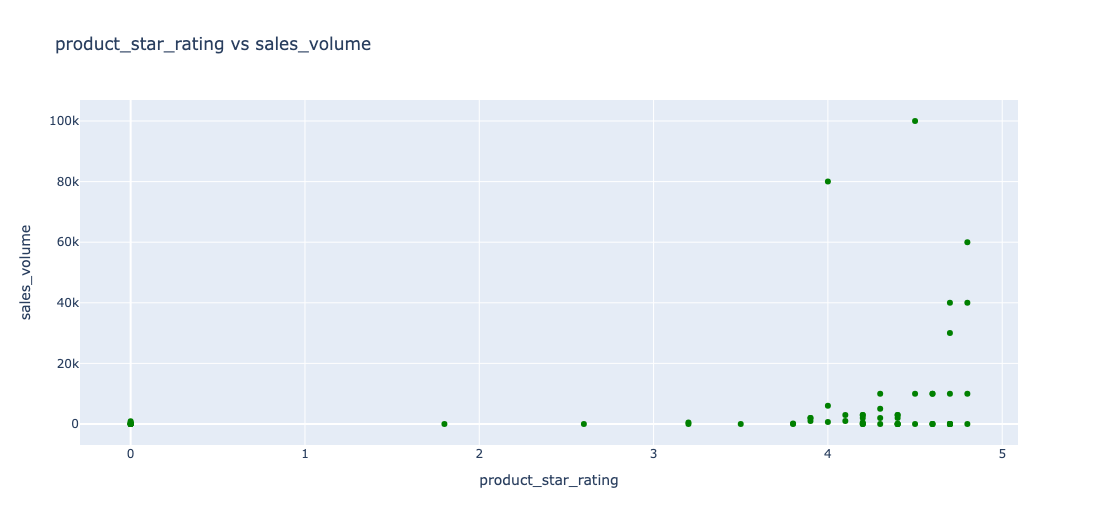 product_star_rating vs sales_volume
100k
80k
60k
40k
20k
0
sales_volume
0 1 2 3 4 5
product_star_rating